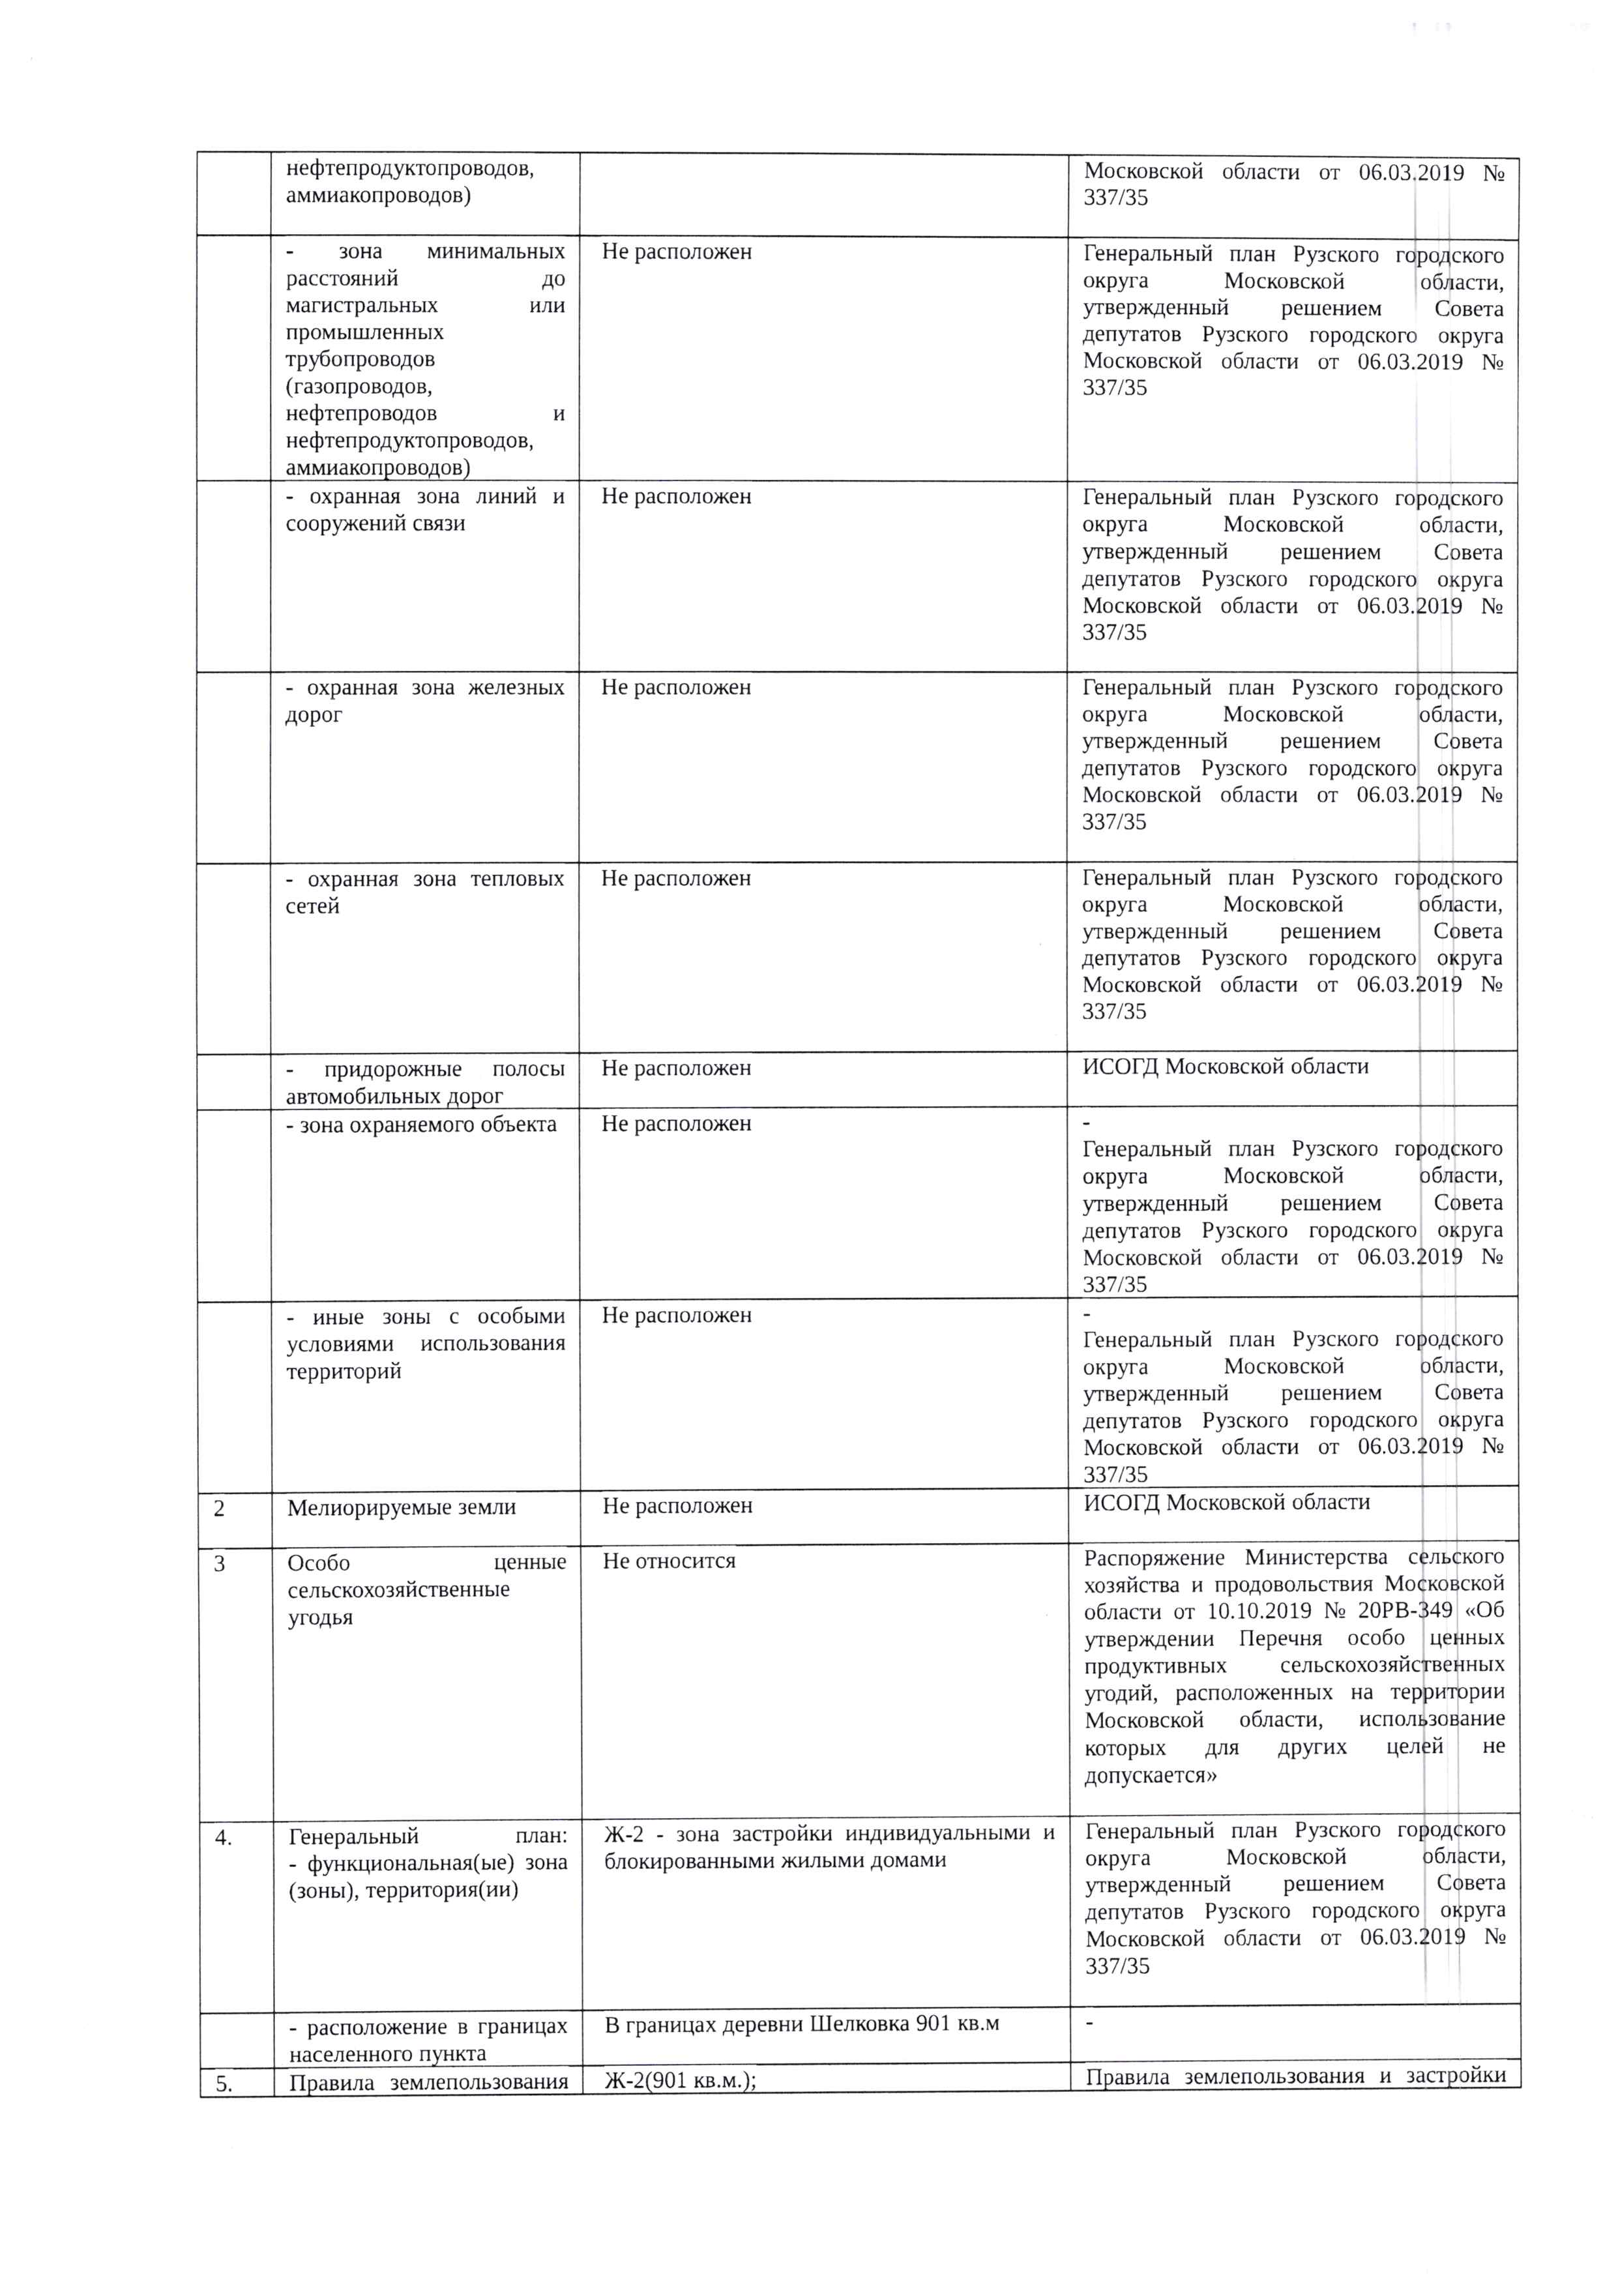 нефтепродуктопроводов,
аммиакопроводов)
Московской области от 06.03.2019 №
337/35
- зона минимальных
расстояний до
магистральных или
промышленных
трубопроводов
(газопроводов,
нефтепроводов и
нефтепродуктопроводов,
аммиакопроводов)
Не расположен
Генеральный план Рузского городского
округа Московской области,
утвержденный решением Совета
депутатов Рузского городского округа
Московской области от 06.03.2019 №
337/35
- охранная зона линий и
сооружений связи
Не расположен
Генеральный план Рузского городского
округа Московской области,
утвержденный решением Совета
депутатов Рузского городского округа
Московской области от 06.03.2019 №
337/35
- охранная зона железных
дорог
Не расположен
Генеральный план Рузского городского
округа Московской области,
утвержденный решением Совета
депутатов Рузского городского округа
Московской области от 06.03.2019 №
337/35
- охранная зона тепловых
сетей
Не расположен
Генеральный план Рузского городского
округа Московской области,
утвержденный решением Совета
депутатов Рузского городского округа
Московской области от 06.03.2019 №
337/35
- придорожные полосы
автомобильных дорог
Не расположен
ИСОГД Московской области
- зона охраняемого объекта
Не расположен
-
Генеральный план Рузского городского
округа Московской области,
утвержденный решением Совета
депутатов Рузского городского округа
Московской области от 06.03.2019 №
337/35
- иные зоны с особыми
условиями использования
территорий
Не расположен
-
Генеральный план Рузского городского
округа Московской области,
утвержденный решением Совета
депутатов Рузского городского округа
Московской области от 06.03.2019 №
337/35
2
Мелиорируемые земли
Не расположен
ИСОГД Московской области
3
Особо ценные
сельскохозяйственные
угодья
Не относится
Распоряжение Министерства сельского
хозяйства и продовольствия Московской
области от 10.10.2019 № 20РВ-349 «Об
утверждении Перечня особо ценных
продуктивных сельскохозяйственных
угодий, расположенных на территории
Московской области, использование
которых для других целей не
допускается»
4.
Генеральный план:
- функциональная(ые) зона
(зоны), территория(ии)
Ж-2 - зона застройки индивидуальными и
блокированными жилыми домами
Генеральный план Рузского городского
округа Московской области,
утвержденный решением Совета
депутатов Рузского городского округа
Московской области от 06.03.2019 №
337/35
- расположение в границах
населенного пункта
В границах деревни Шелковка 901 кв.м
-
5.
Правила землепользования
Ж-2(901 кв.м.);
Правила землепользования и застройки